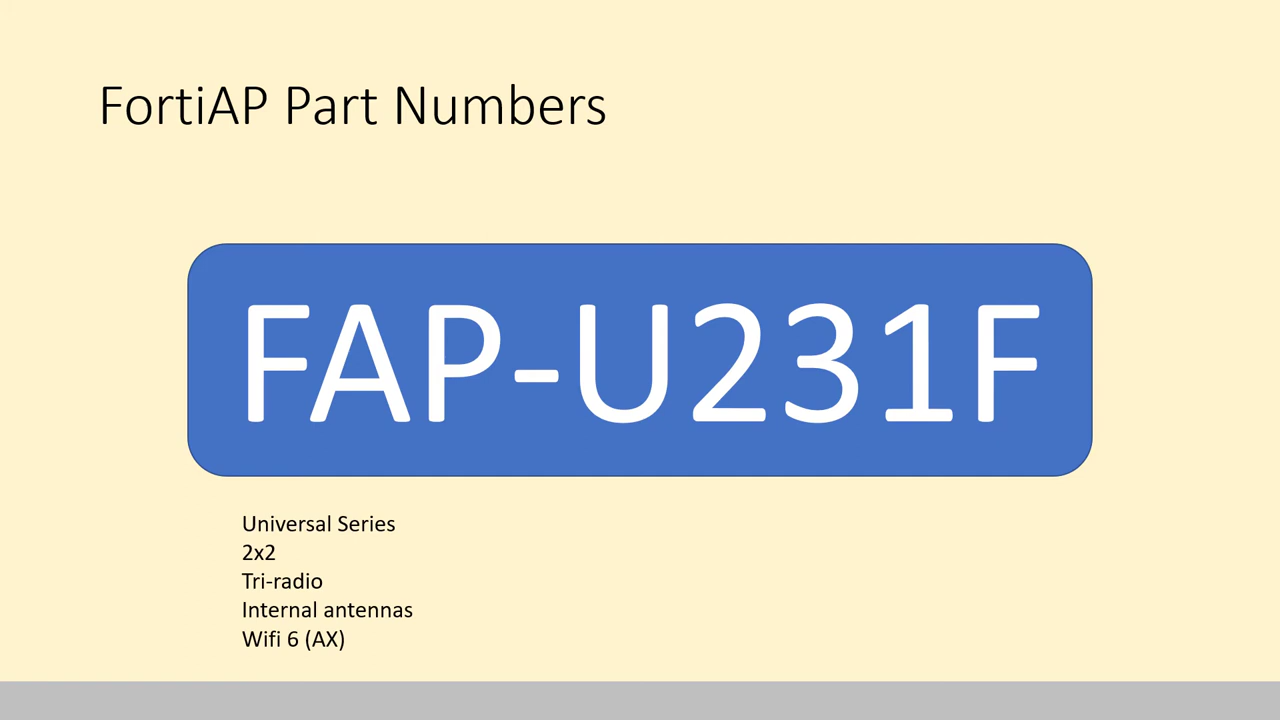 FortiAP Part Numbers
FAP-U231F
Universal Series
2x2
Tri-radio
Internal antennas
Wifi 6 (AX)